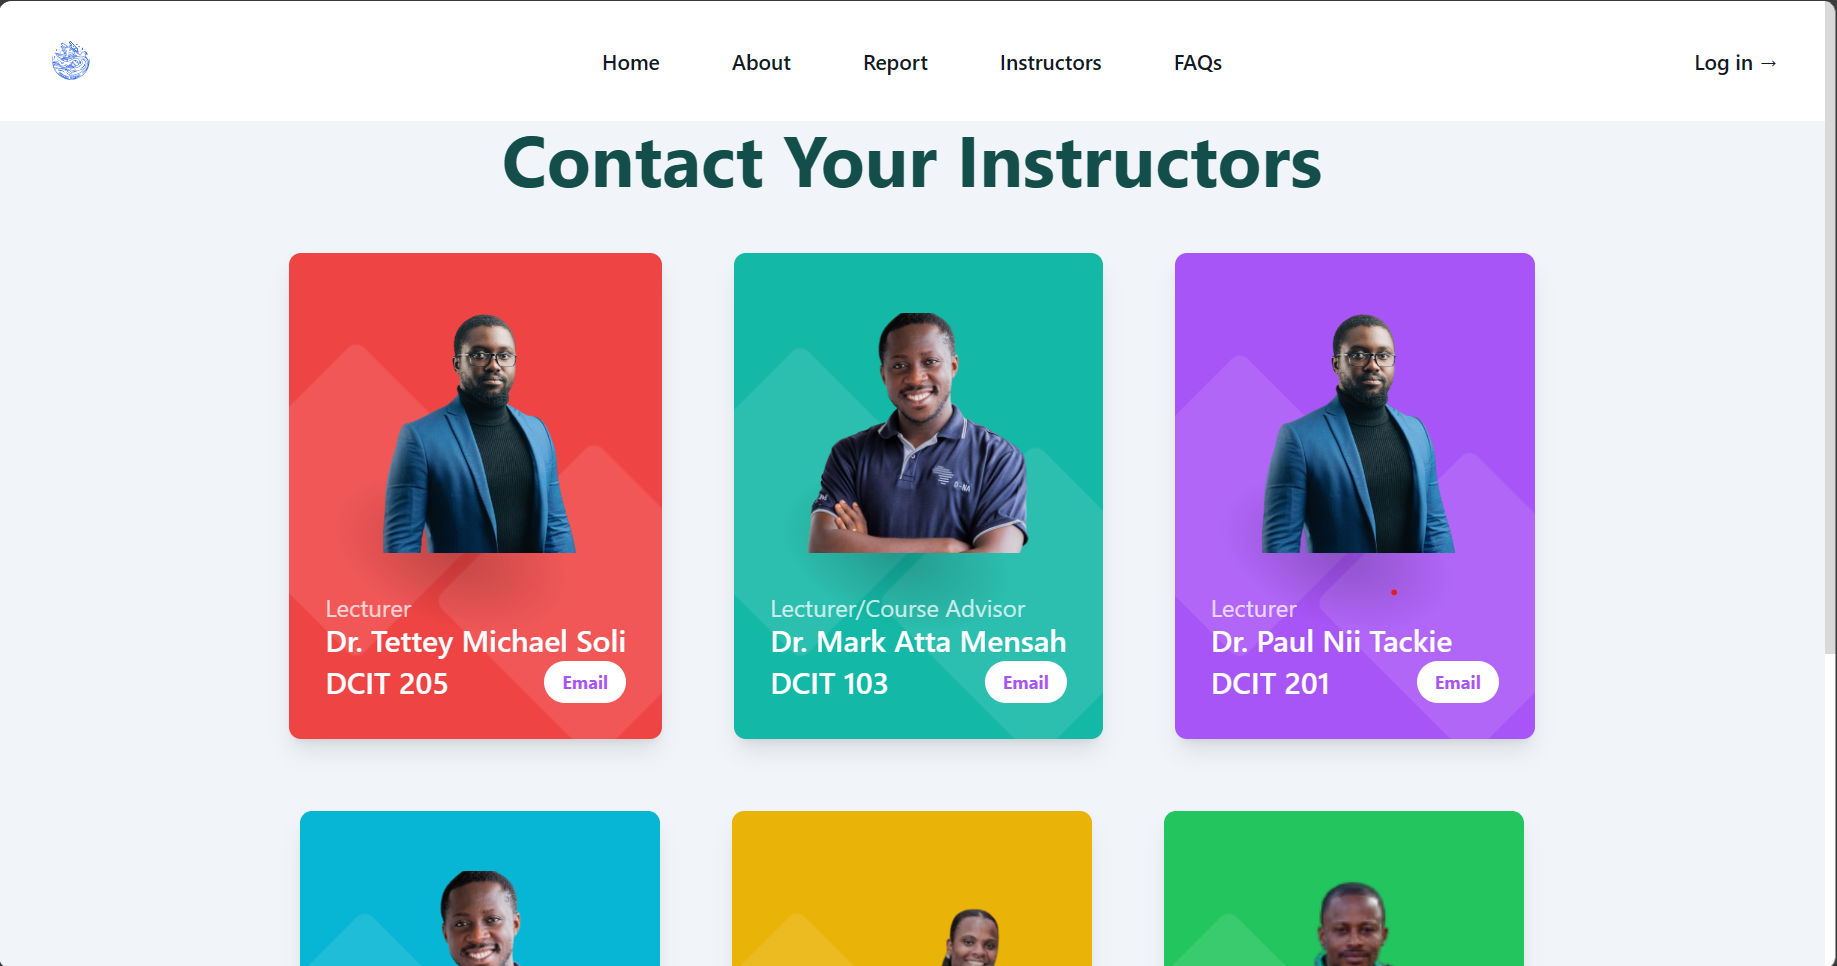 Home About Report Instructors FAQs Log in →
Contact Your Instructors
Lecturer
Dr. Tettey Michael Soli
DCIT 205 Email
Lecturer/Course Advisor
Dr. Mark Atta Mensah
DCIT 103 Email
Lecturer
Dr. Paul Nii Tackie
DCIT 201 Email